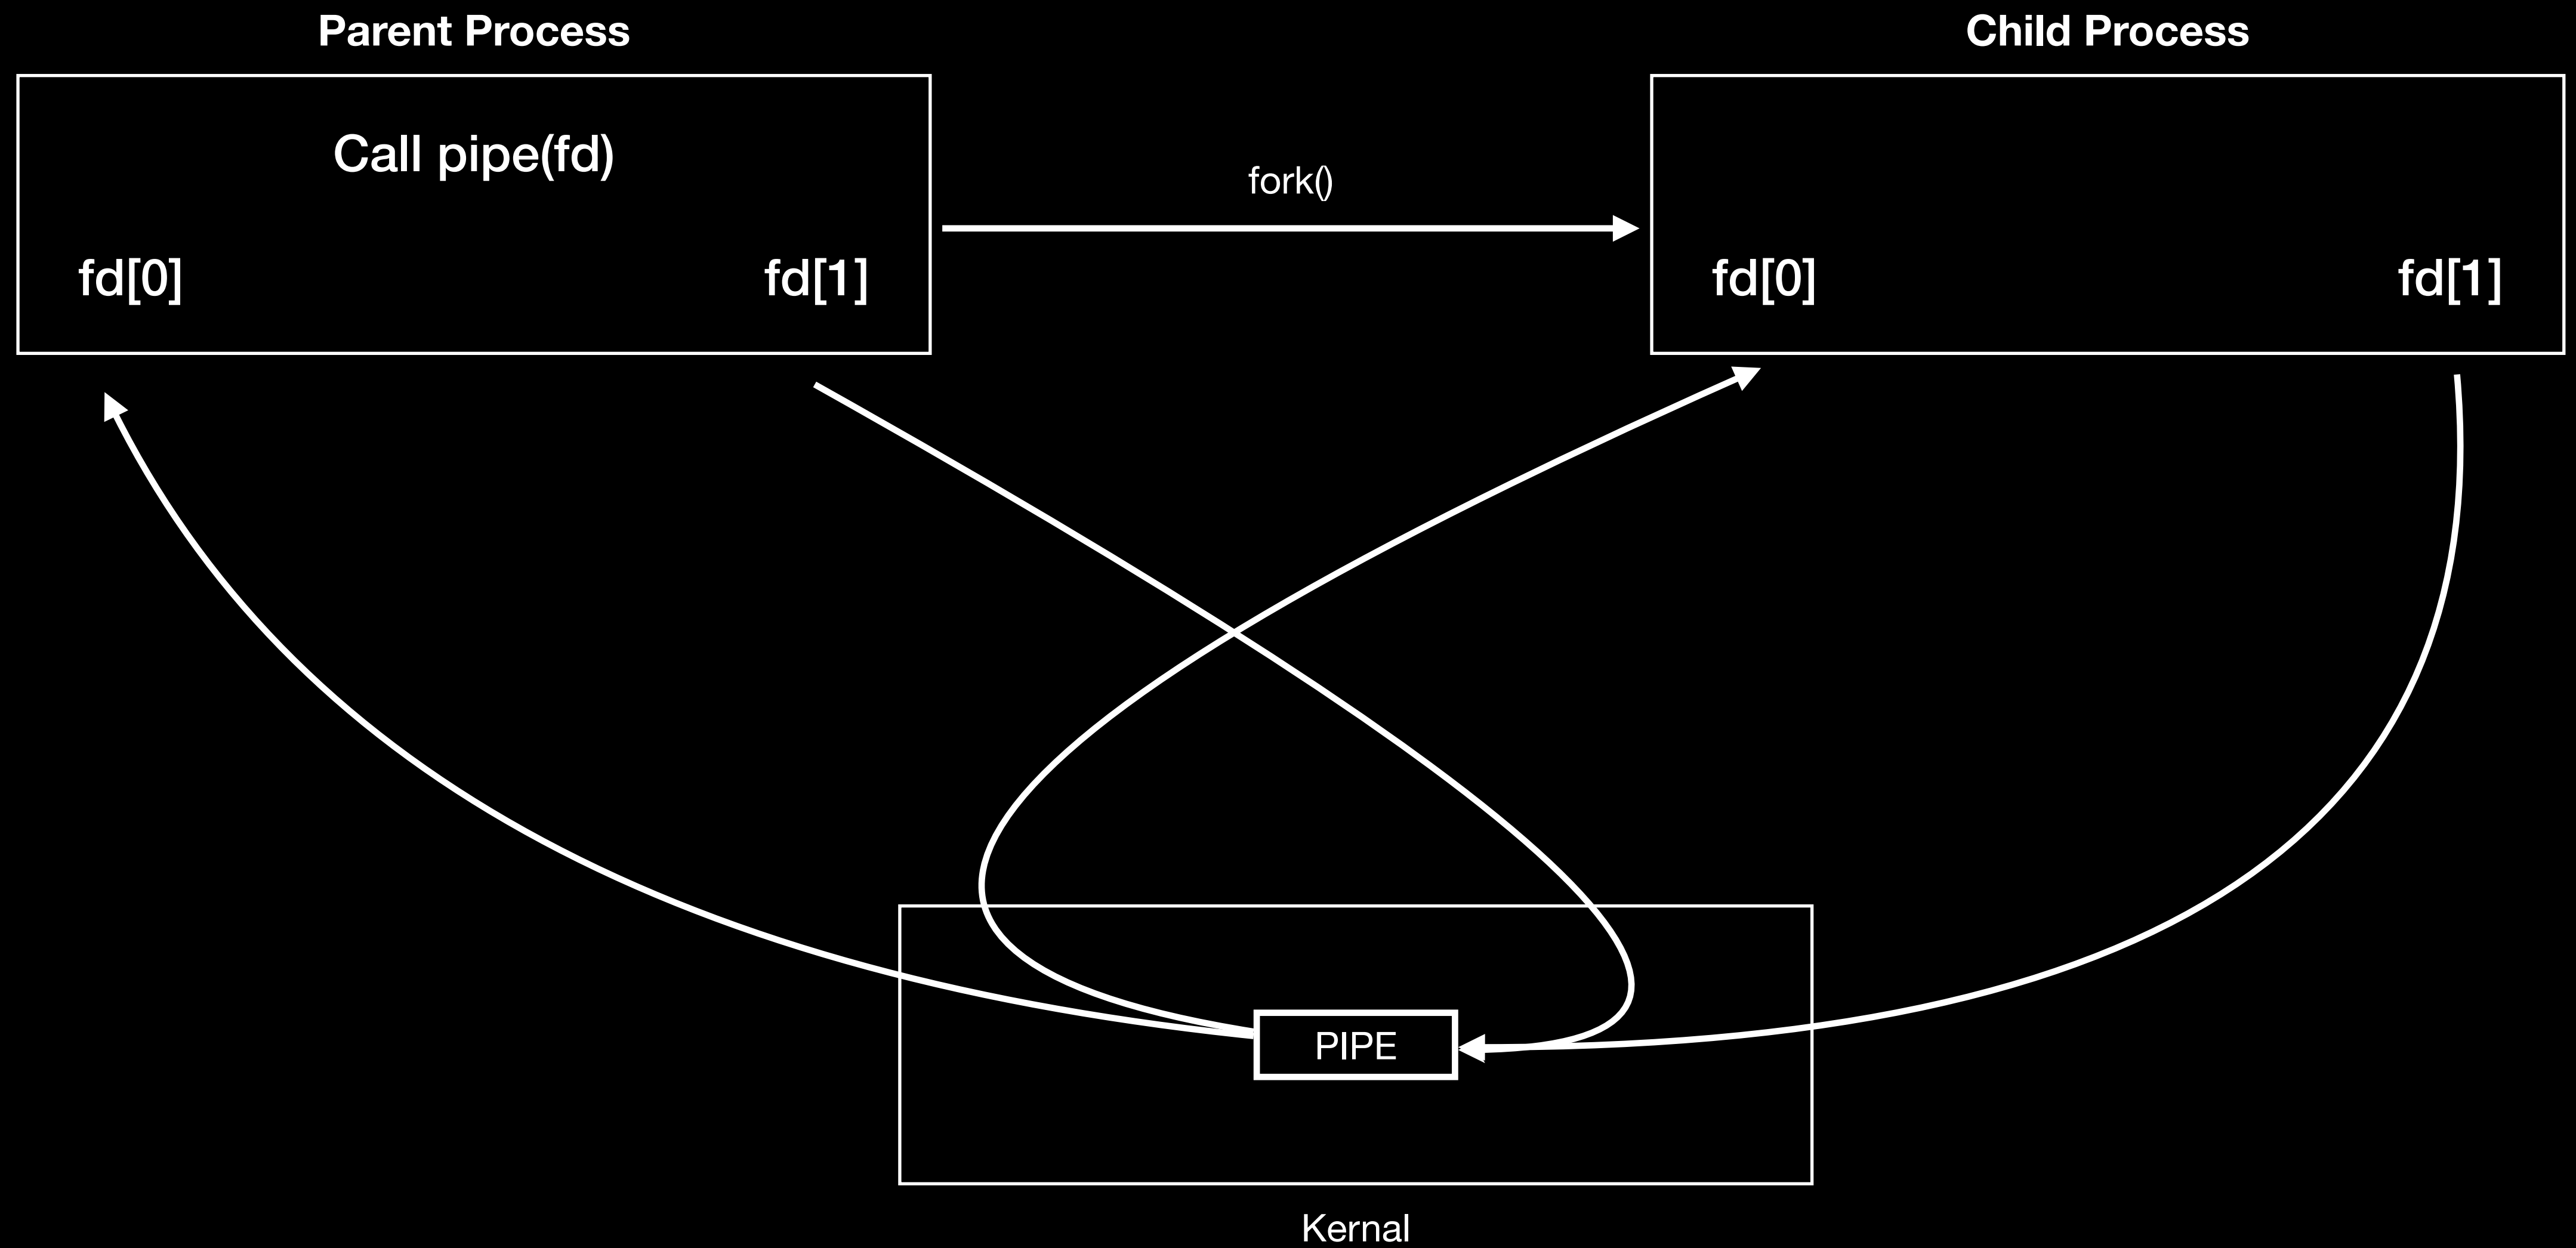 Parent Process
Child Process
Call pipe(fd)
fork()
fd[0]
fd[1]
fd[0]
fd[1]
PIPE
Kernal